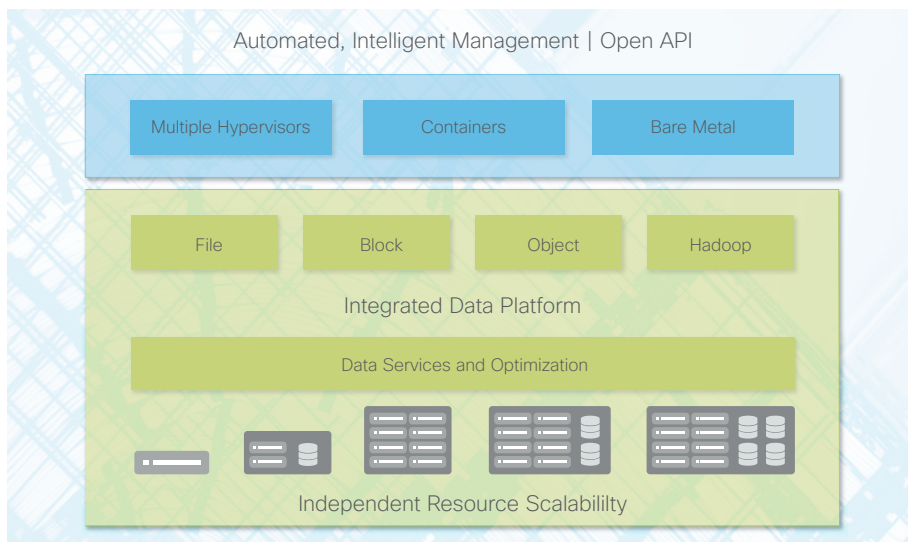 Automated, Intelligent Management | Open API
Multiple Hypervisors
Containers
Bare Metal
File
Block
Object
Hadoop
Integrated Data Platform
Data Services and Optimization
Independent Resource Scalabililty